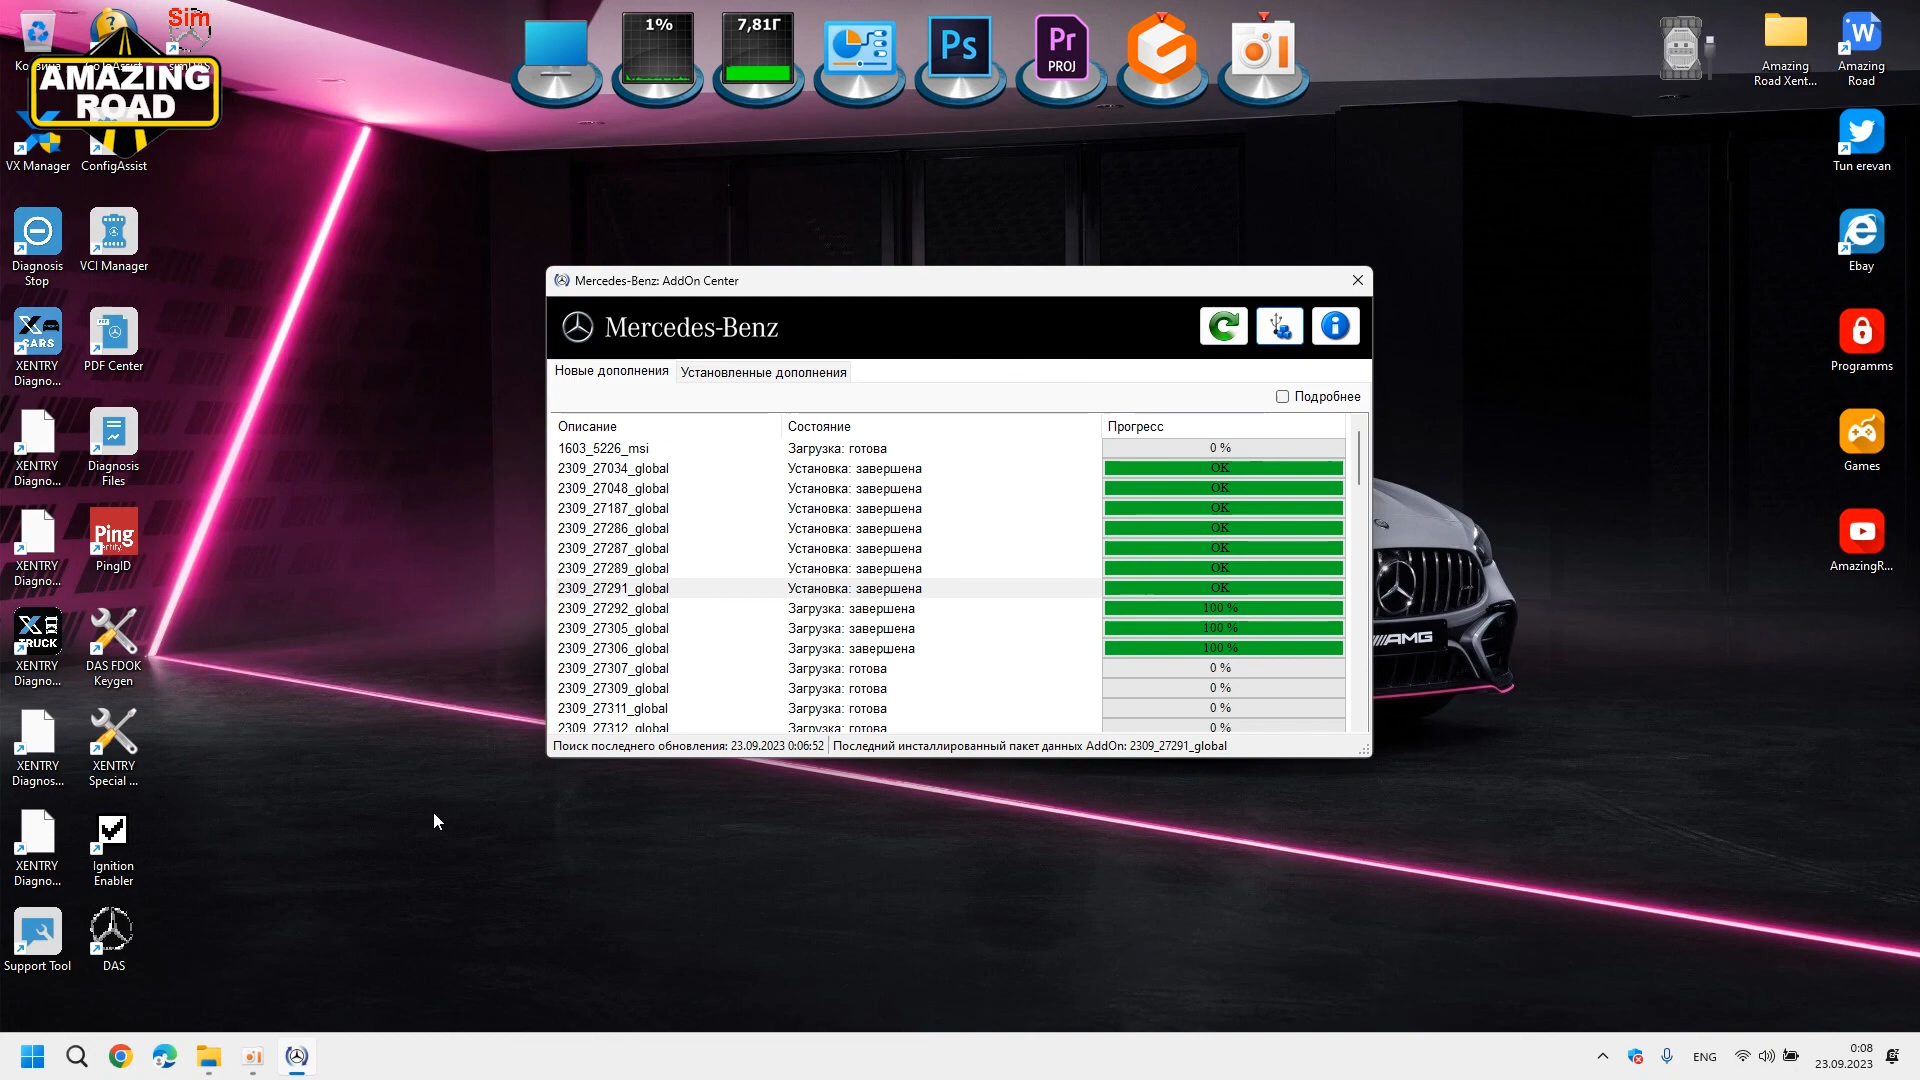 Sim
AMAZING
ROAD
VX Manager
ConfigAssist
Diagnosis
Stop
VCI Manager
X
CARS
XENTRY
Diagno...
PDF
PDF Center
XENTRY
Diagno...
Diagnosis
Files
XENTRY
Diagno...
Ping
PingID
X
TRUCK
XENTRY
Diagno...
DAS FDOK
Keygen
XENTRY
Diagnos...
XENTRY
Special ...
XENTRY
Diagno...
Ignition
Enabler
Support Tool
DAS
1%
7,81Г
Ps
Pr
PROJ
Amazing
Road Xent...
W
Amazing
Road
Tun erevan
Ebay
Programms
Games
AmazingR...
AMG
Mercedes-Benz: AddOn Center
Mercedes-Benz
Новые дополнения
Установленные дополнения
Подробнее
Описание Состояние Прогресс
1603_5226_msi Загрузка: готова 0 %
2309_27034_global Установка: завершена OK
2309_27048_global Установка: завершена OK
2309_27187_global Установка: завершена OK
2309_27286_global Установка: завершена OK
2309_27287_global Установка: завершена OK
2309_27289_global Установка: завершена OK
2309_27291_global Установка: завершена OK
2309_27292_global Загрузка: завершена 100 %
2309_27305_global Загрузка: завершена 100 %
2309_27306_global Загрузка: завершена 100 %
2309_27307_global Загрузка: готова 0 %
2309_27309_global Загрузка: готова 0 %
2309_27311_global Загрузка: готова 0 %
2309_27312_global Загрузка: готова 0 %
Поиск последнего обновления: 23.09.2023 0:06:52 Последний инсталлированный пакет данных AddOn: 2309_27291_global
ENG
0:08
23.09.2023